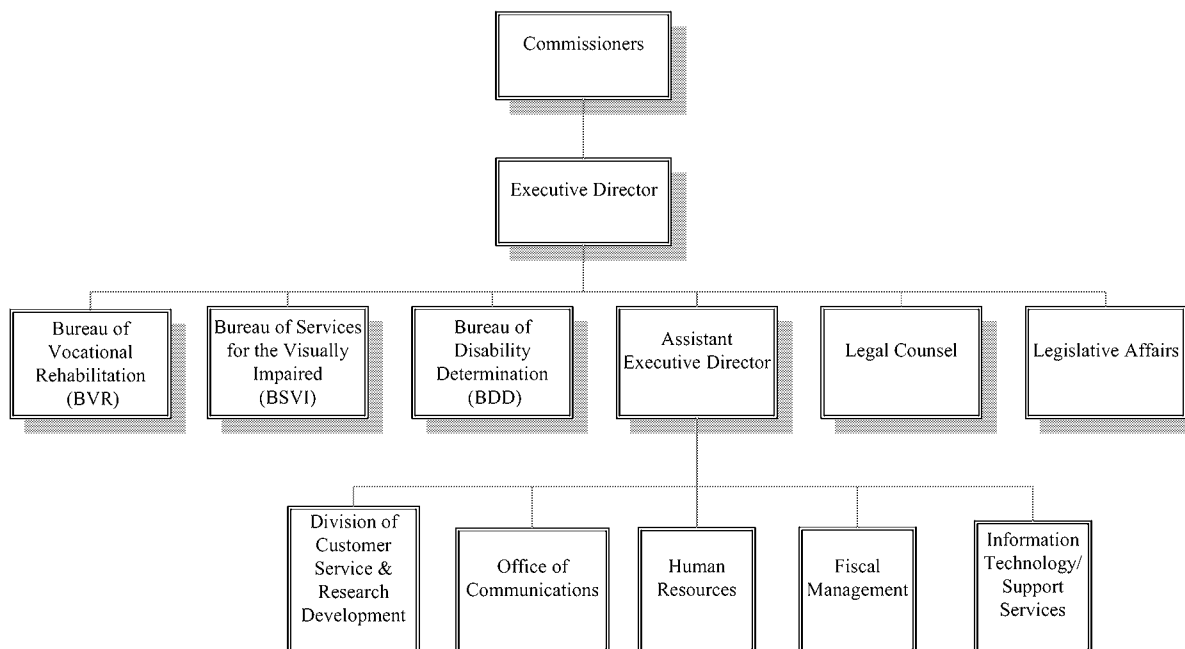 Commissioners
Executive Director
Bureau of
Vocational
Rehabilitation
(BVR)
Bureau of Services
for the Visually
Impaired
(BSVI)
Bureau of
Disability
Determination
(BDD)
Assistant
Executive Director
Legal Counsel
Legislative Affairs
Division of
Customer
Service &
Research
Development
Office of
Communications
Human
Resources
Fiscal
Management
Information
Technology/
Support
Services